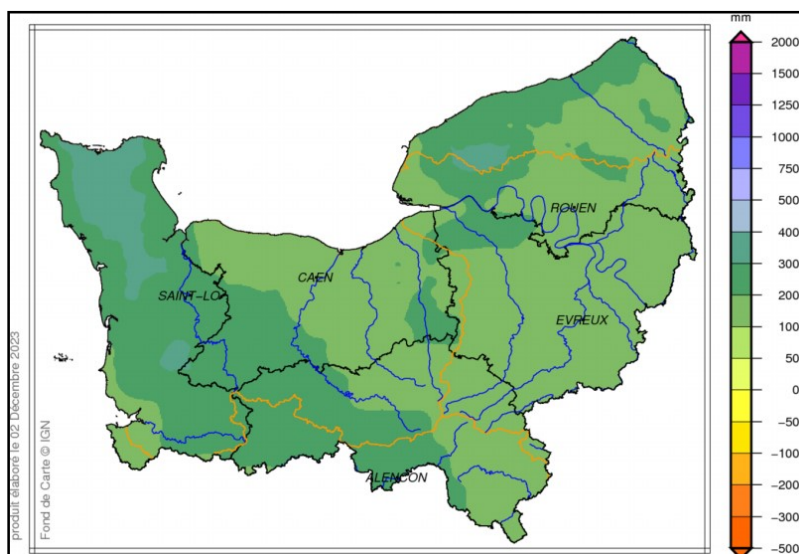 mm
2000
1500
1250
1000
750
500
400
300
200
100
50
0
−50
−100
−200
−300
−500
ROUEN
CAEN
SAINT−LO
EVREUX
ALENCON
produit élaboré le 02 Décembre 2023
Fond de Carte © IGN